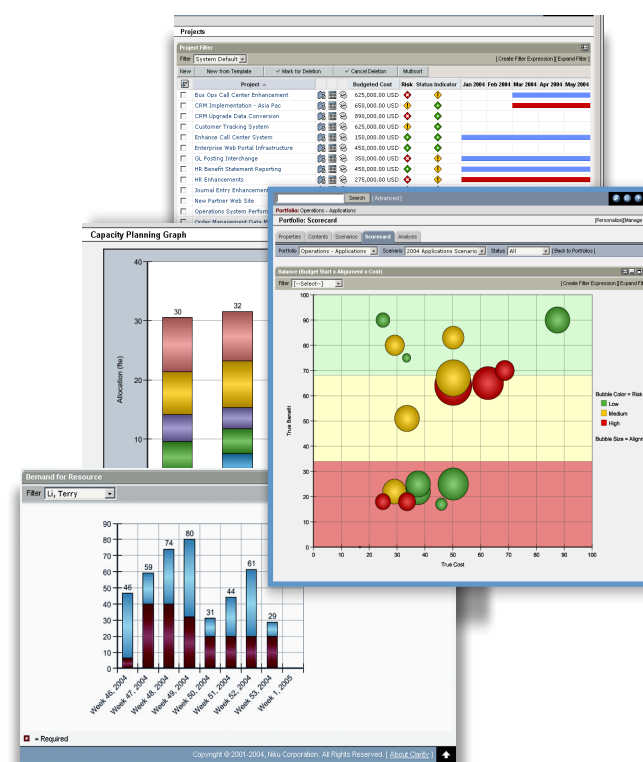 Projects
Project Filter
Filter System Default [ Create Filter Expression ] [ Expand Filter ]
New New from Template ✓ Mark for Deletion ✓ Cancel Deletion Multisort
Project Budgeted Cost Risk Status Indicator Jan 2004 Feb 2004 Mar 2004 Apr 2004 May 2004
Bus Ops Call Center Enhancement 625,000.00 USD
CRM Implementation - Asia Pac 650,000.00 USD
CRM Upgrade Data Conversion 890,000.00 USD
Customer Tracking System 625,000.00 USD
Enhance Call Center System 150,000.00 USD
Enterprise Web Portal Infrastructure 450,000.00 USD
GL Posting Interchange 350,000.00 USD
HR Benefit Statement Reporting 450,000.00 USD
HR Enhancements 275,000.00 USD
Journal Entry Enhancement
New Partner Web Site
Operations System Perform
Order Management Data M
Search [ Advanced ]
Portfolio: Operations - Applications
Portfolio: Scorecard [Personalize][Manage
Properties Contents Scenarios Scorecard Analysis
Portfolio Operations - Applications Scenario 2004 Applications Scenario Status All [ Back to Portfolios ]
Balance (Budget Start x Alignment x Cost)
Filter [--Select--] [ Create Filter Expression ][ Expand Fil
100
90
80
70
60
50
40
30
20
10
0
True Benefit
0 10 20 30 40 50 60 70 80 90 100
True Cost
Bubble Color = Risk
Low
Medium
High
Bubble Size = Alignm
Capacity Planning Graph
40
30
20
10
Allocation (fte)
30 32
Demand for Resource
Filter Li, Terry
90
80
70
60
50
40
30
20
10
0
46 59 74 80 31 44 61 29
Week 46, 2004
Week 47, 2004
Week 48, 2004
Week 49, 2004
Week 50, 2004
Week 51, 2004
Week 52, 2004
Week 53, 2004
Week 1, 2005
= Required
Copyright © 2001-2004, Niku Corporation. All Rights Reserved. [ About Clarity ]